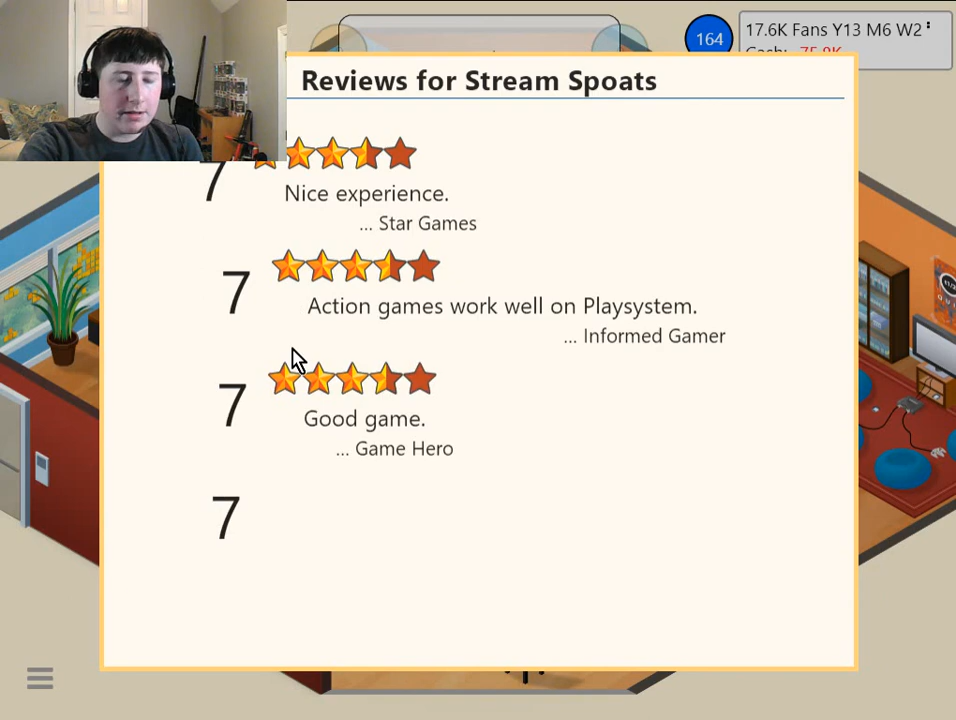 164
17.6K Fans Y13 M6 W2
Reviews for Stream Spoats
7
Nice experience.
... Star Games
7
Action games work well on Playsystem.
... Informed Gamer
7
Good game.
... Game Hero
7